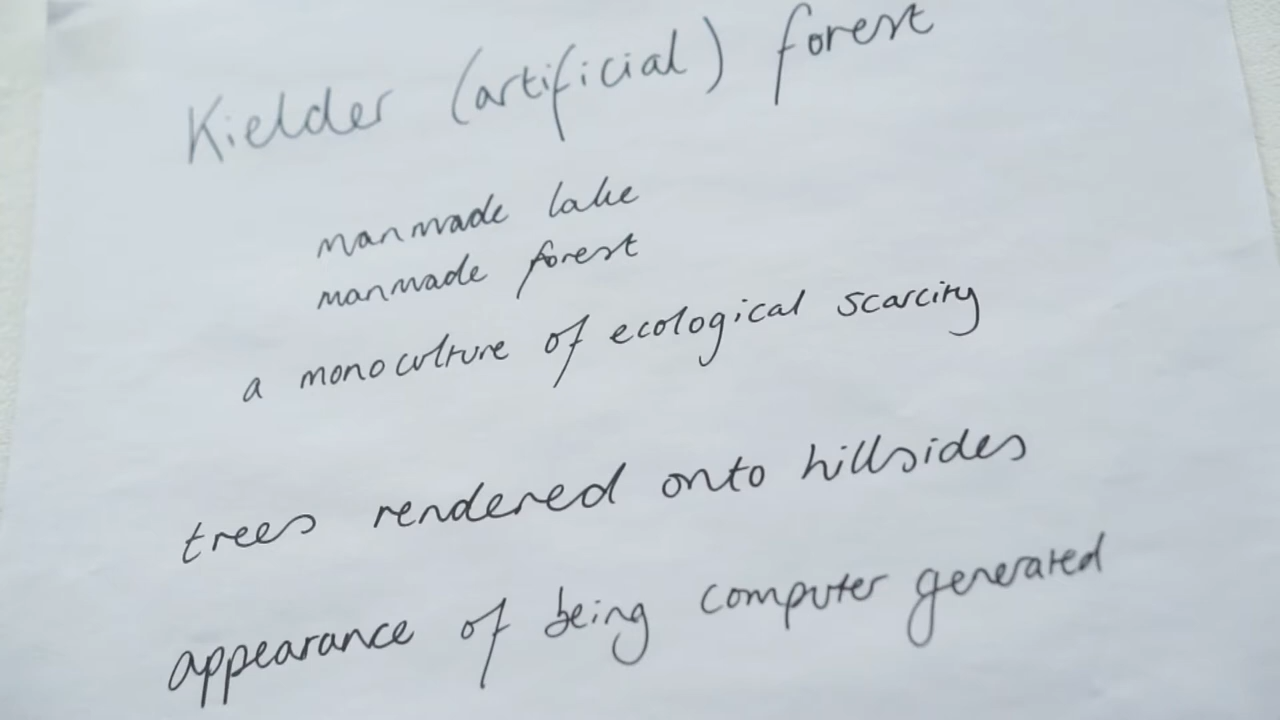 Kielder (artificial) forest
manmade lake
manmade forest
a monoculture of ecological scarcity
trees rendered onto hillsides
appearance of being computer generated